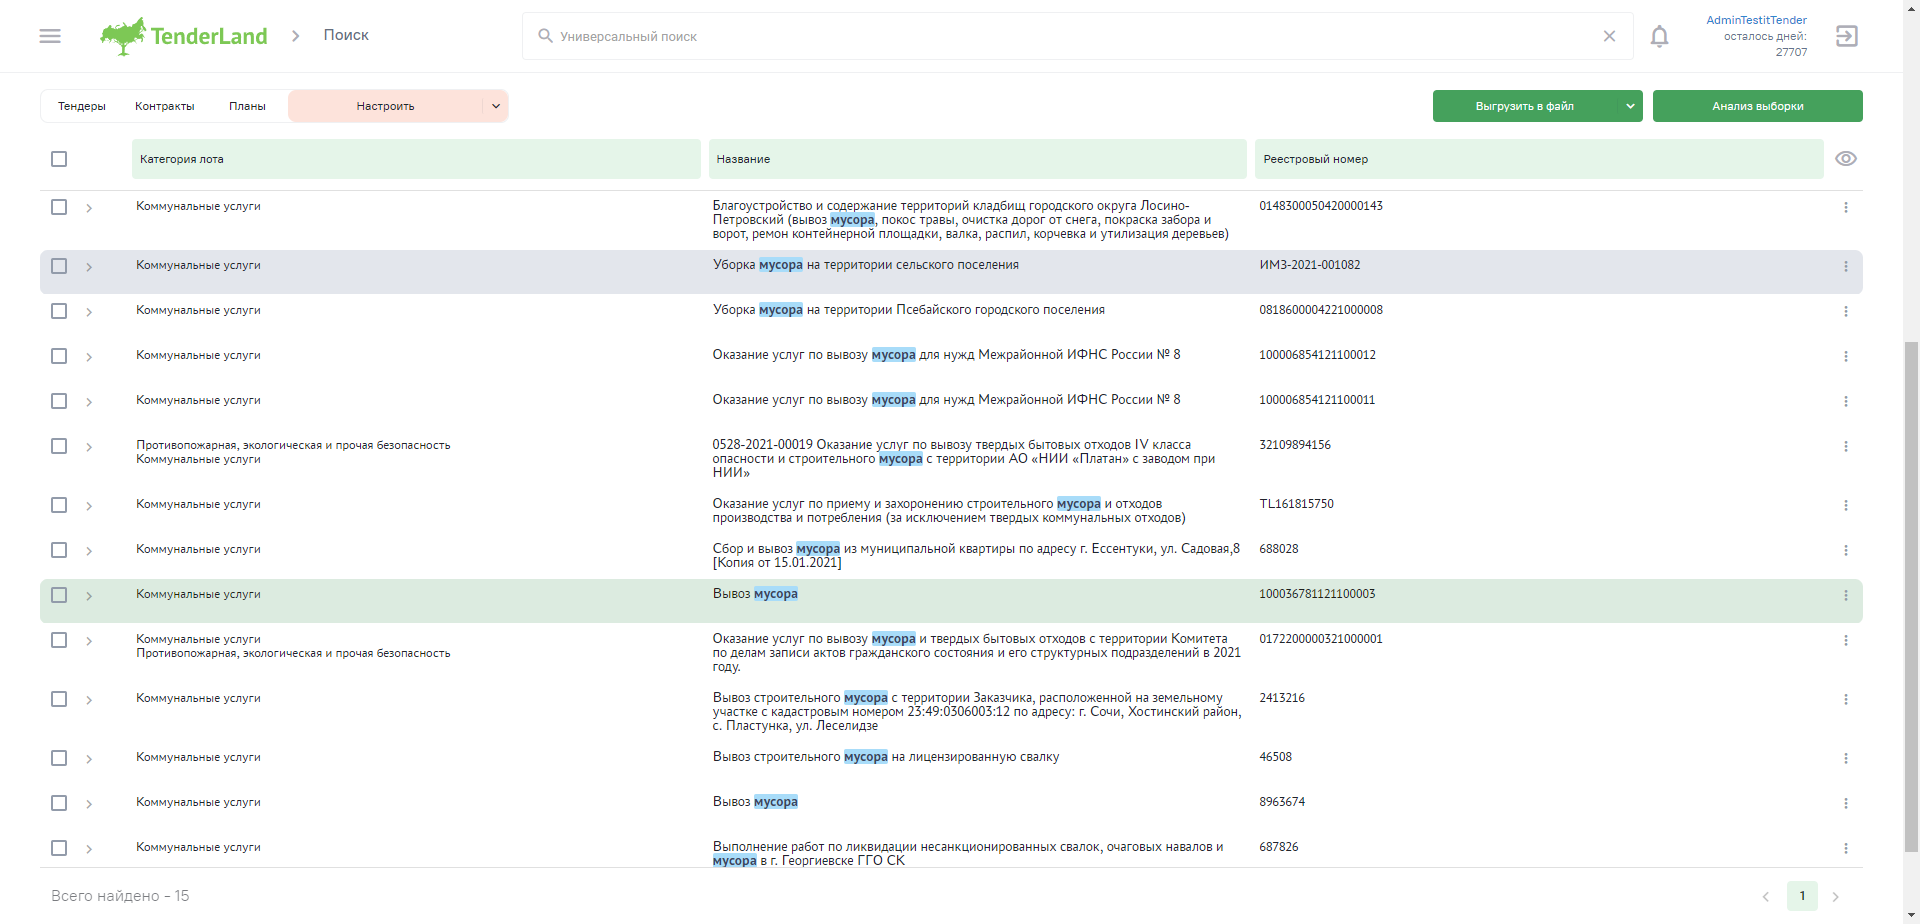 TenderLand
Поиск
Универсальный поиск
AdminTestitTender
осталось дней:
27707
Тендеры
Контракты
Планы
Настроить
Выгрузить в файл
Анализ выборки
Категория лота
Название
Реестровый номер
Коммунальные услуги
Благоустройство и содержание территорий кладбищ городского округа Лосино-
Петровский (вывоз мусора, покос травы, очистка дорог от снега, покраска забора и
ворот, ремон контейнерной площадки, валка, распил, корчевка и утилизация деревьев)
0148300050420000143
Коммунальные услуги
Уборка мусора на территории сельского поселения
ИМЗ-2021-001082
Коммунальные услуги
Уборка мусора на территории Псебайского городского поселения
0818600004221000008
Коммунальные услуги
Оказание услуг по вывозу мусора для нужд Межрайонной ИФНС России № 8
100006854121100012
Коммунальные услуги
Оказание услуг по вывозу мусора для нужд Межрайонной ИФНС России № 8
100006854121100011
Противопожарная, экологическая и прочая безопасность
Коммунальные услуги
0528-2021-00019 Оказание услуг по вывозу твердых бытовых отходов IV класса
опасности и строительного мусора с территории АО «НИИ «Платан» с заводом при
НИИ»
32109894156
Коммунальные услуги
Оказание услуг по приему и захоронению строительного мусора и отходов
производства и потребления (за исключением твердых коммунальных отходов)
TL161815750
Коммунальные услуги
Сбор и вывоз мусора из муниципальной квартиры по адресу г. Ессентуки, ул. Садовая,8
[Копия от 15.01.2021]
688028
Коммунальные услуги
Вывоз мусора
100036781121100003
Коммунальные услуги
Противопожарная, экологическая и прочая безопасность
Оказание услуг по вывозу мусора и твердых бытовых отходов с территории Комитета
по делам записи актов гражданского состояния и его структурных подразделений в 2021
году.
0172200000321000001
Коммунальные услуги
Вывоз строительного мусора с территории Заказчика, расположенной на земельному
участке с кадастровым номером 23:49:0306003:12 по адресу: г. Сочи, Хостинский район,
с. Пластунка, ул. Леселидзе
2413216
Коммунальные услуги
Вывоз строительного мусора на лицензированную свалку
46508
Коммунальные услуги
Вывоз мусора
8963674
Коммунальные услуги
Выполнение работ по ликвидации несанкционированных свалок, очаговых навалов и
мусора в г. Георгиевске ГГО СК
687826
Всего найдено - 15
1